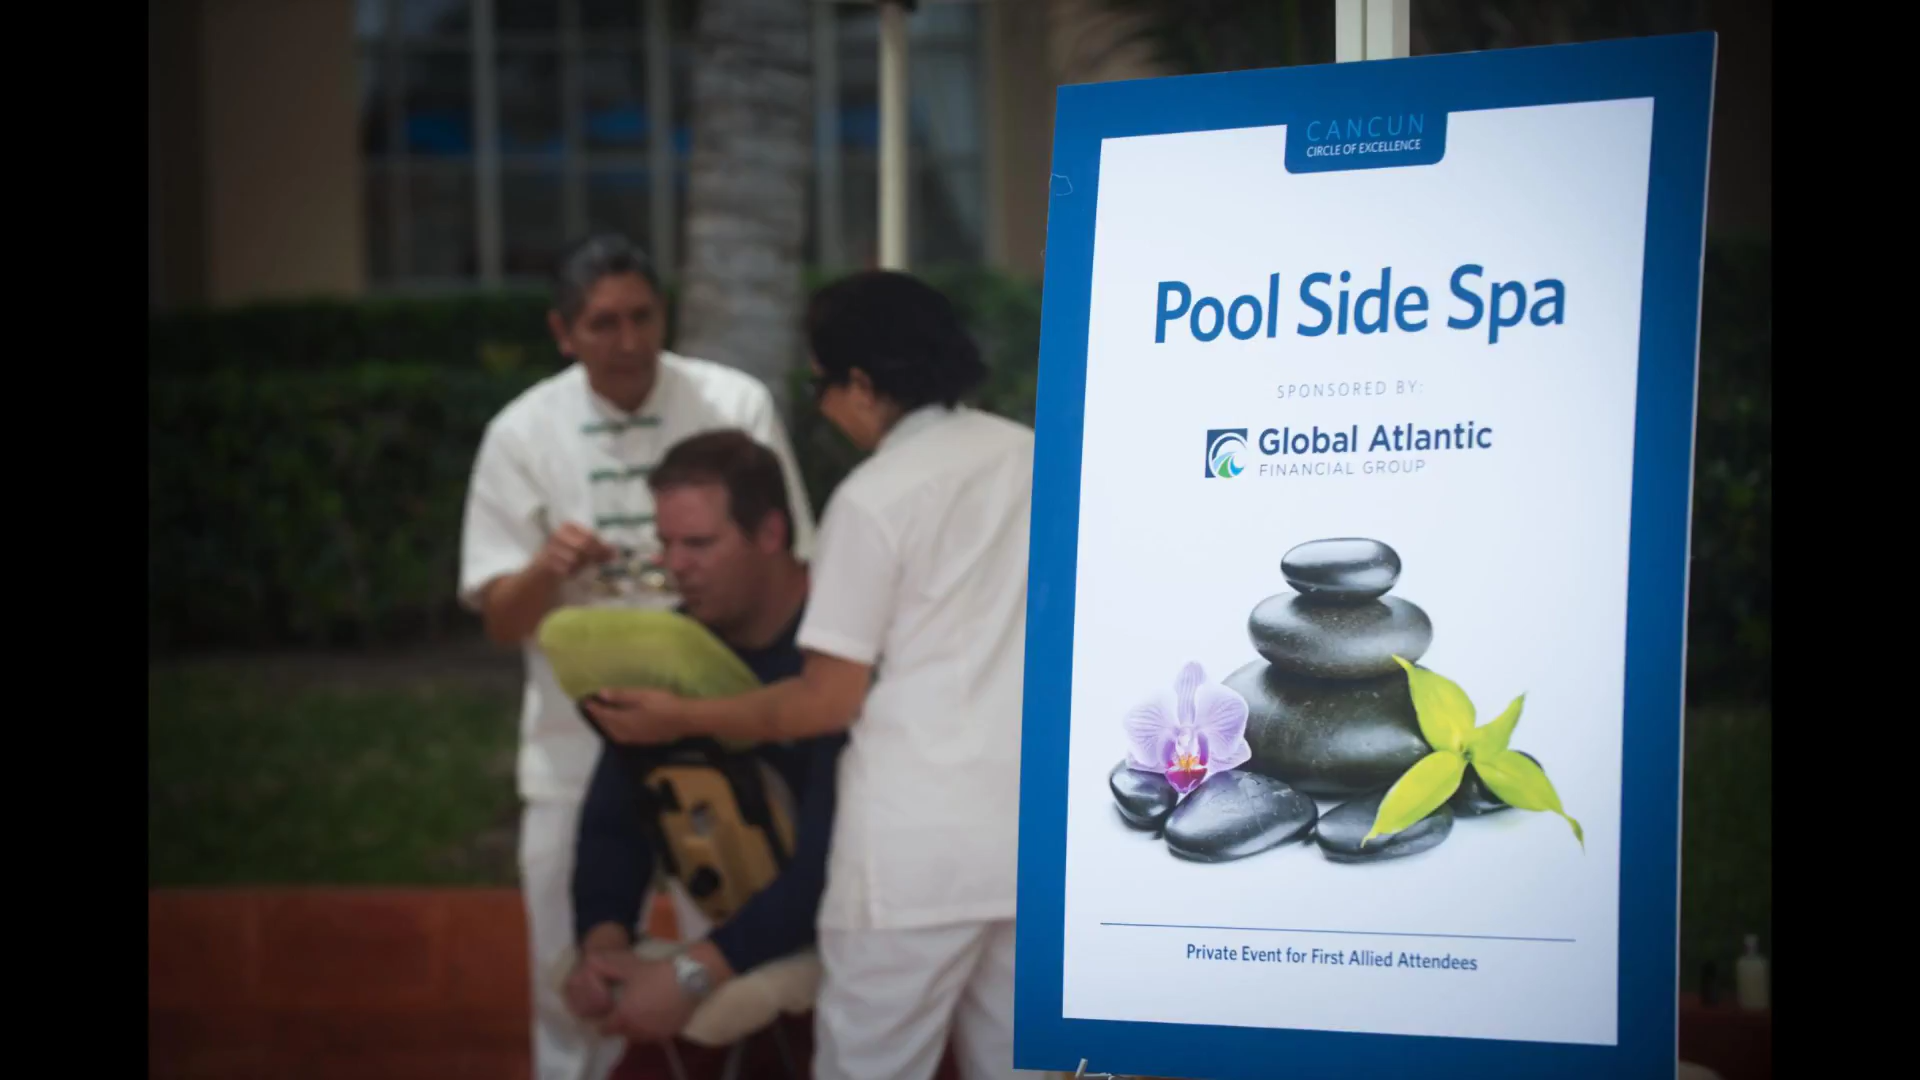 CANCUN
CIRCLE OF EXCELLENCE
Pool Side Spa
SPONSORED BY:
Global Atlantic
FINANCIAL GROUP
Private Event for First Allied Attendees